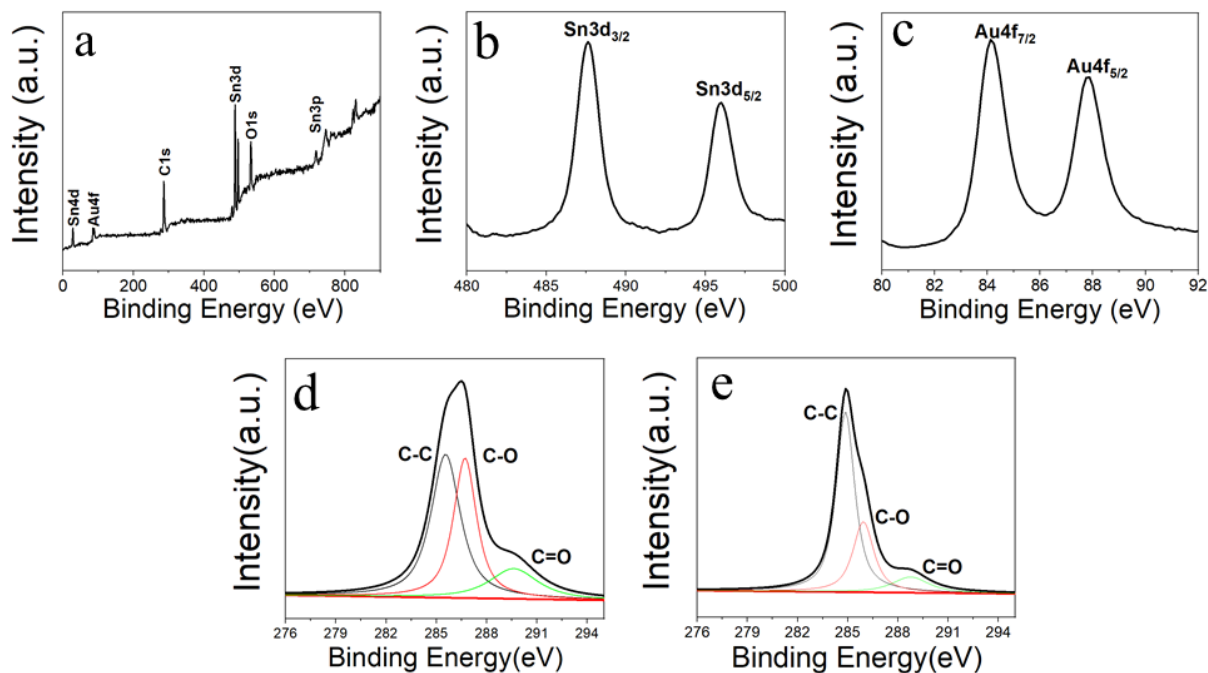 a
Intensity (a.u.)
Sn4d
Au4f
C1s
Sn3d
O1s
Sn3p
0 200 400 600 800
Binding Energy (eV)
b
Intensity (a.u.)
Sn3d3/2
Sn3d5/2
480 485 490 495 500
Binding Energy (eV)
c
Intensity (a.u.)
Au4f7/2
Au4f5/2
80 82 84 86 88 90 92
Binding Energy (eV)
d
Intensity(a.u.)
C-C
C-O
C=O
276 279 282 285 288 291 294
Binding Energy(eV)
e
Intensity(a.u.)
C-C
C-O
C=O
276 279 282 285 288 291 294
Binding Energy(eV)